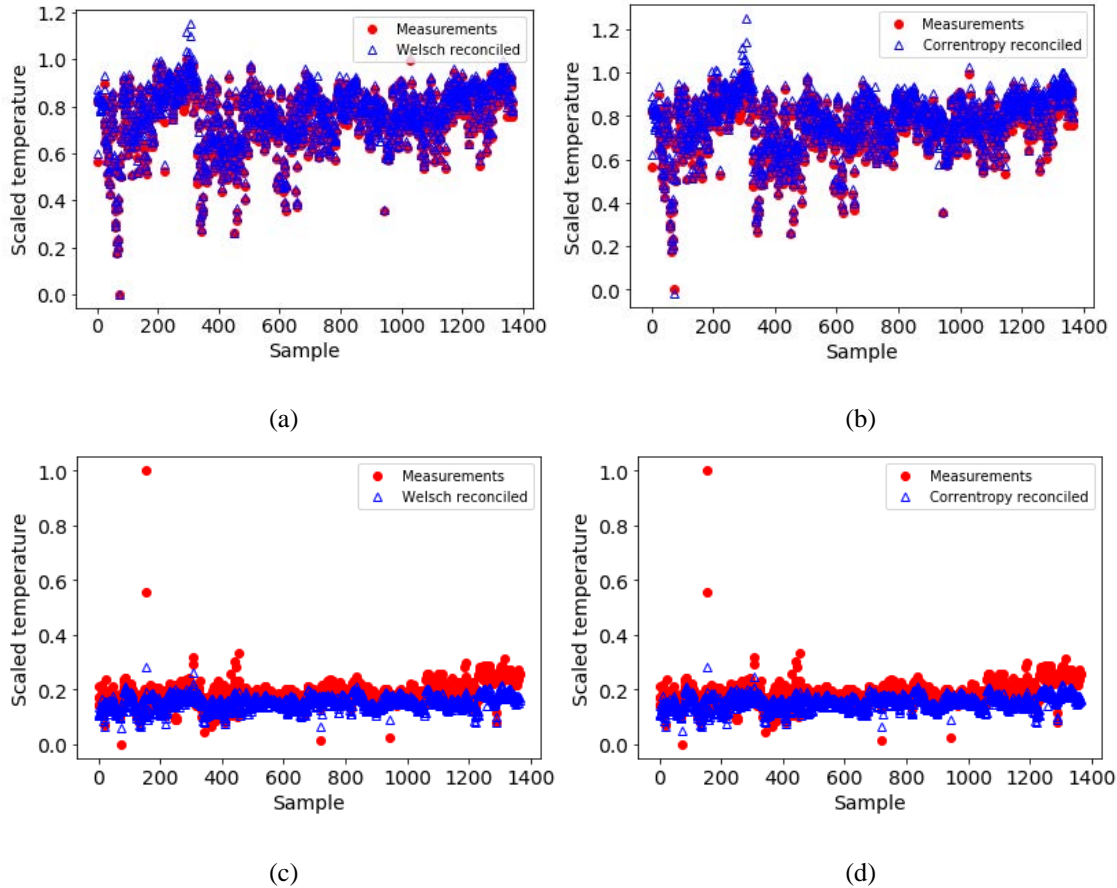 1.2
1.0
0.8
0.6
0.4
0.2
0.0
Scaled temperature
Measurements
Welsch reconciled
0 200 400 600 800 1000 1200 1400
Sample
(a)
1.2
1.0
0.8
0.6
0.4
0.2
0.0
Scaled temperature
Measurements
Correntropy reconciled
0 200 400 600 800 1000 1200 1400
Sample
(b)
1.0
0.8
0.6
0.4
0.2
0.0
Scaled temperature
Measurements
Welsch reconciled
0 200 400 600 800 1000 1200 1400
Sample
(c)
1.0
0.8
0.6
0.4
0.2
0.0
Scaled temperature
Measurements
Correntropy reconciled
0 200 400 600 800 1000 1200 1400
Sample
(d)